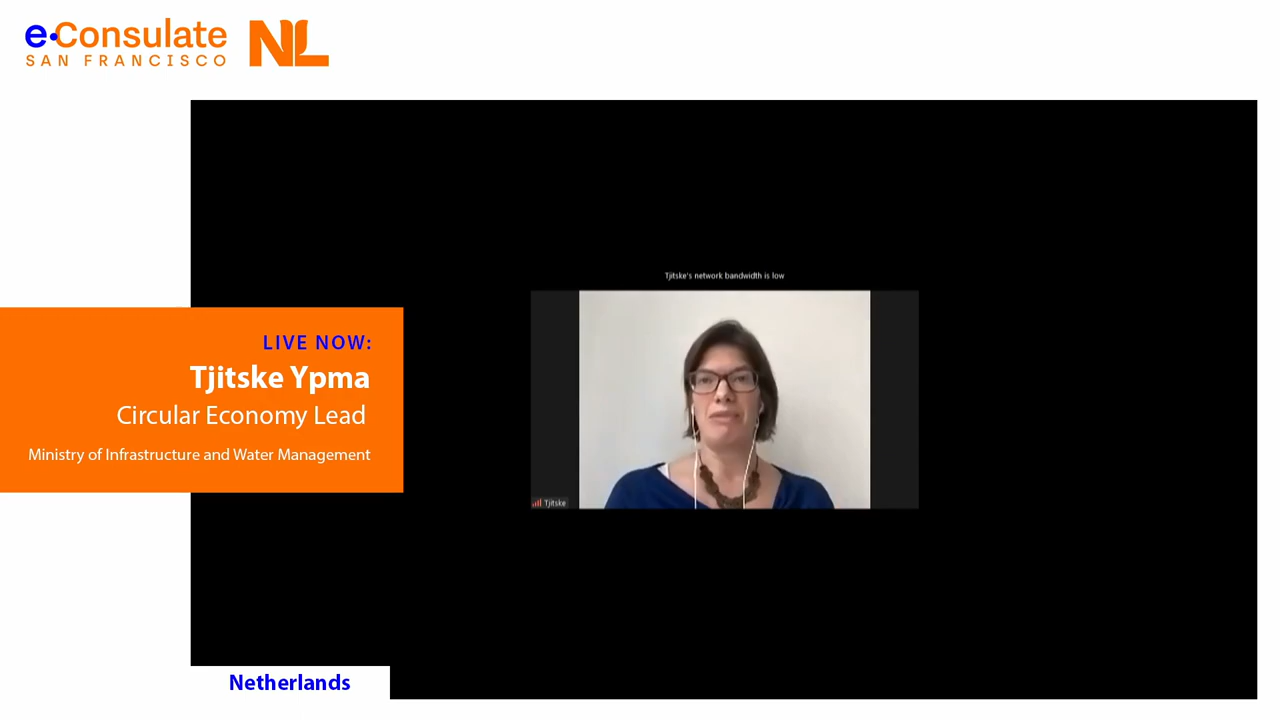 e·Consulate
SAN FRANCISCO
NL
Tjitske's network bandwidth is low
LIVE NOW:
Tjitske Ypma
Circular Economy Lead
Ministry of Infrastructure and Water Management
Tjitske
Netherlands